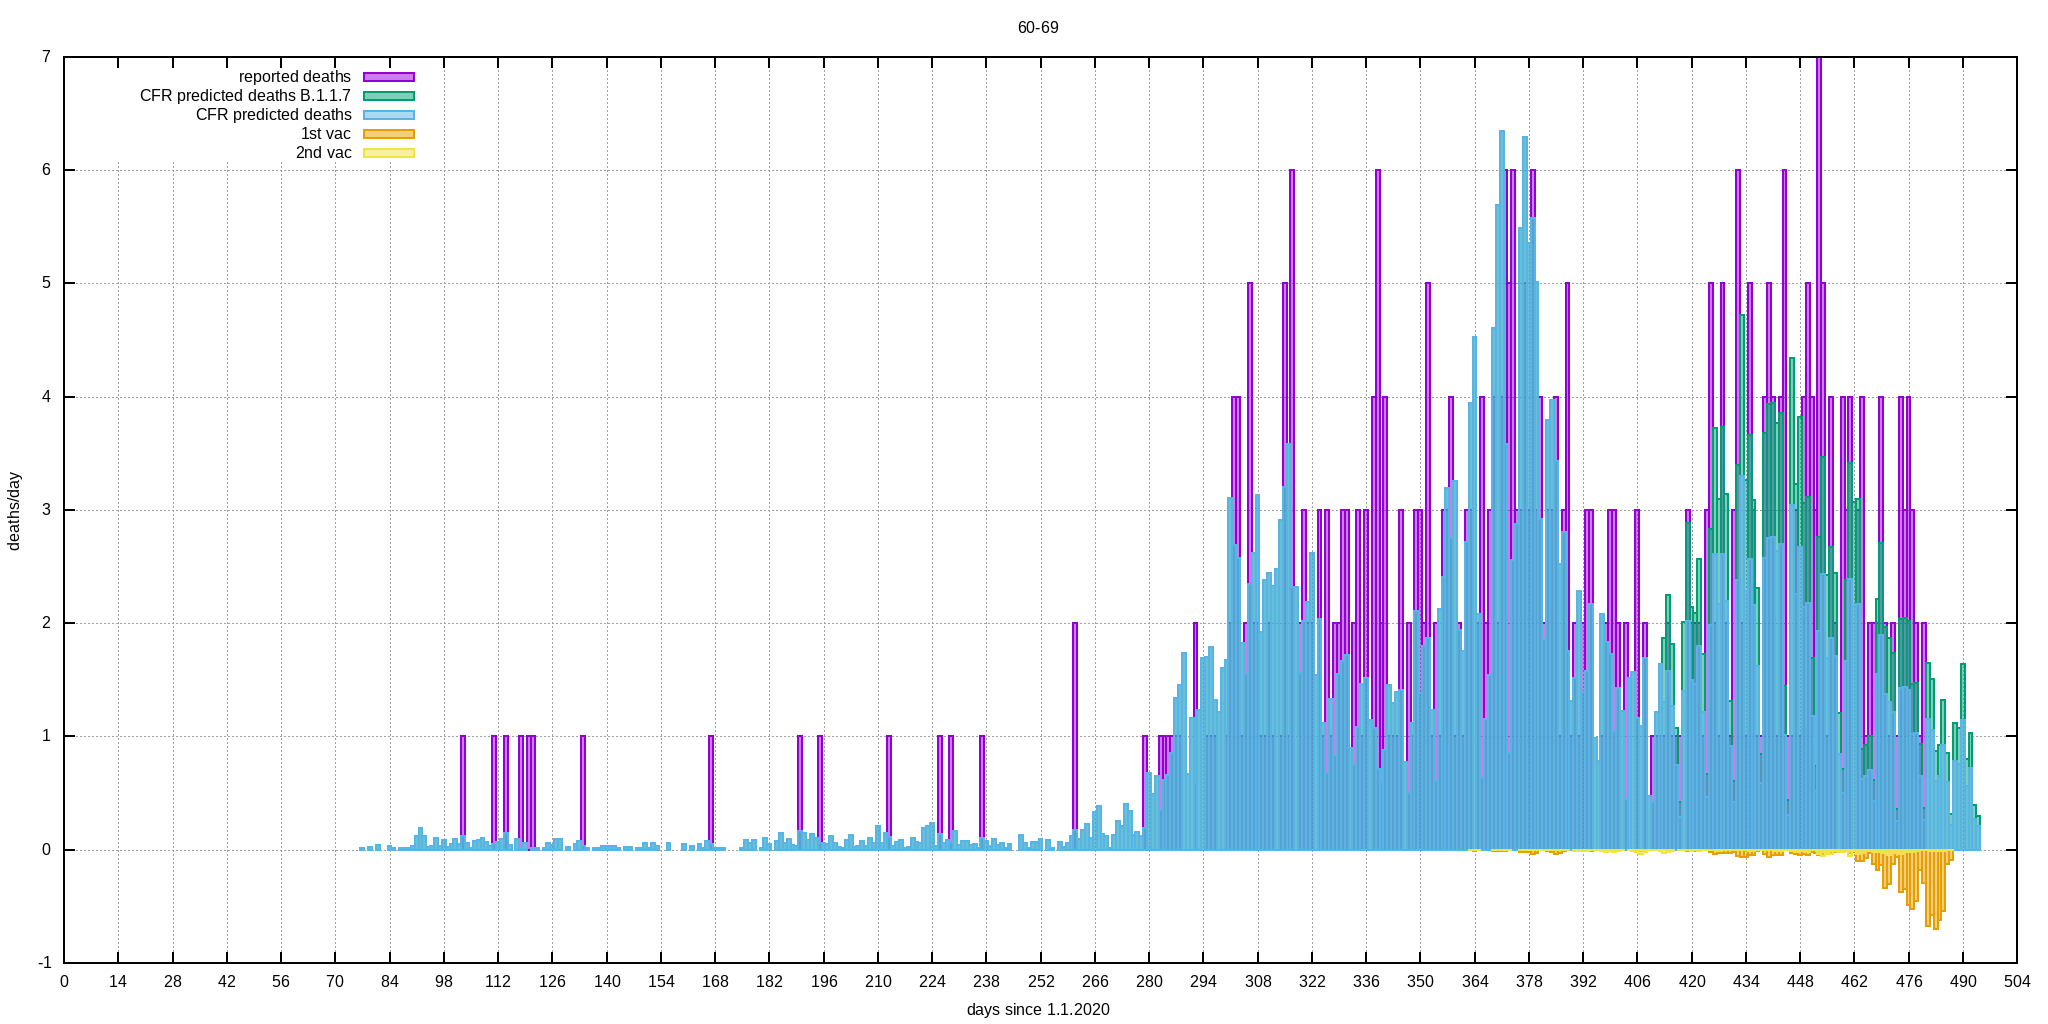 60-69
7
reported deaths
CFR predicted deaths B.1.1.7
CFR predicted deaths
1st vac
2nd vac
6
5
4
3
2
1
0
-1
deaths/day
0 14 28 42 56 70 84 98 112 126 140 154 168 182 196 210 224 238 252 266 280 294 308 322 336 350 364 378 392 406 420 434 448 462 476 490 504
days since 1.1.2020